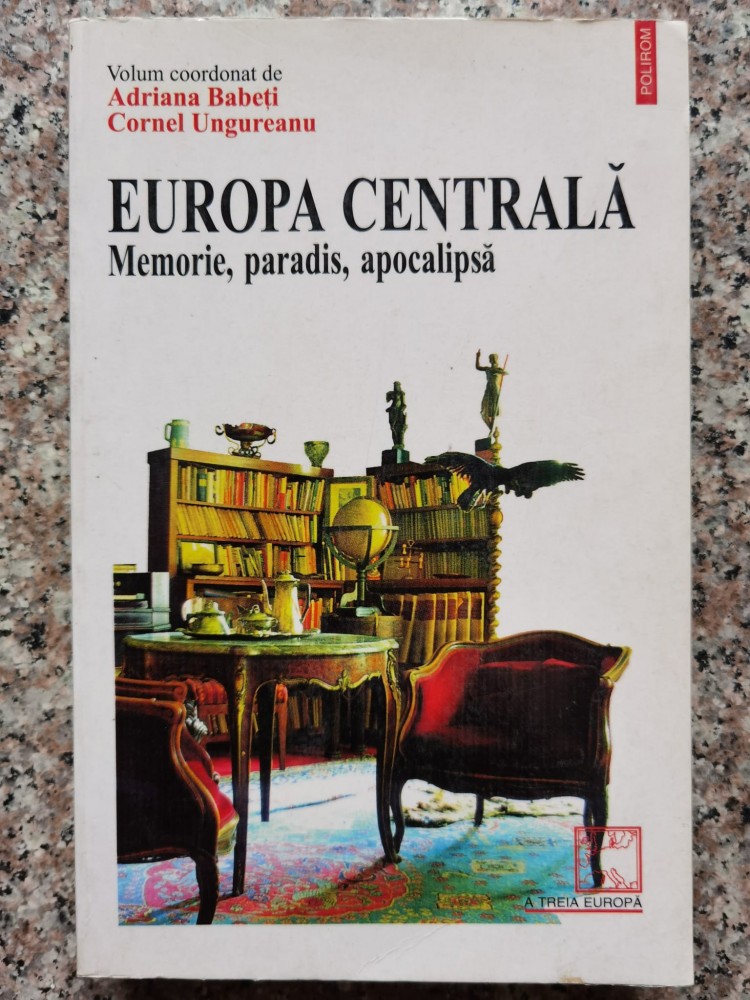 POLIROM
Volum coordonat de
Adriana Babeți
Cornel Ungureanu
EUROPA CENTRALĂ
Memorie, paradis, apocalipsă
A TREIA EUROPĂ